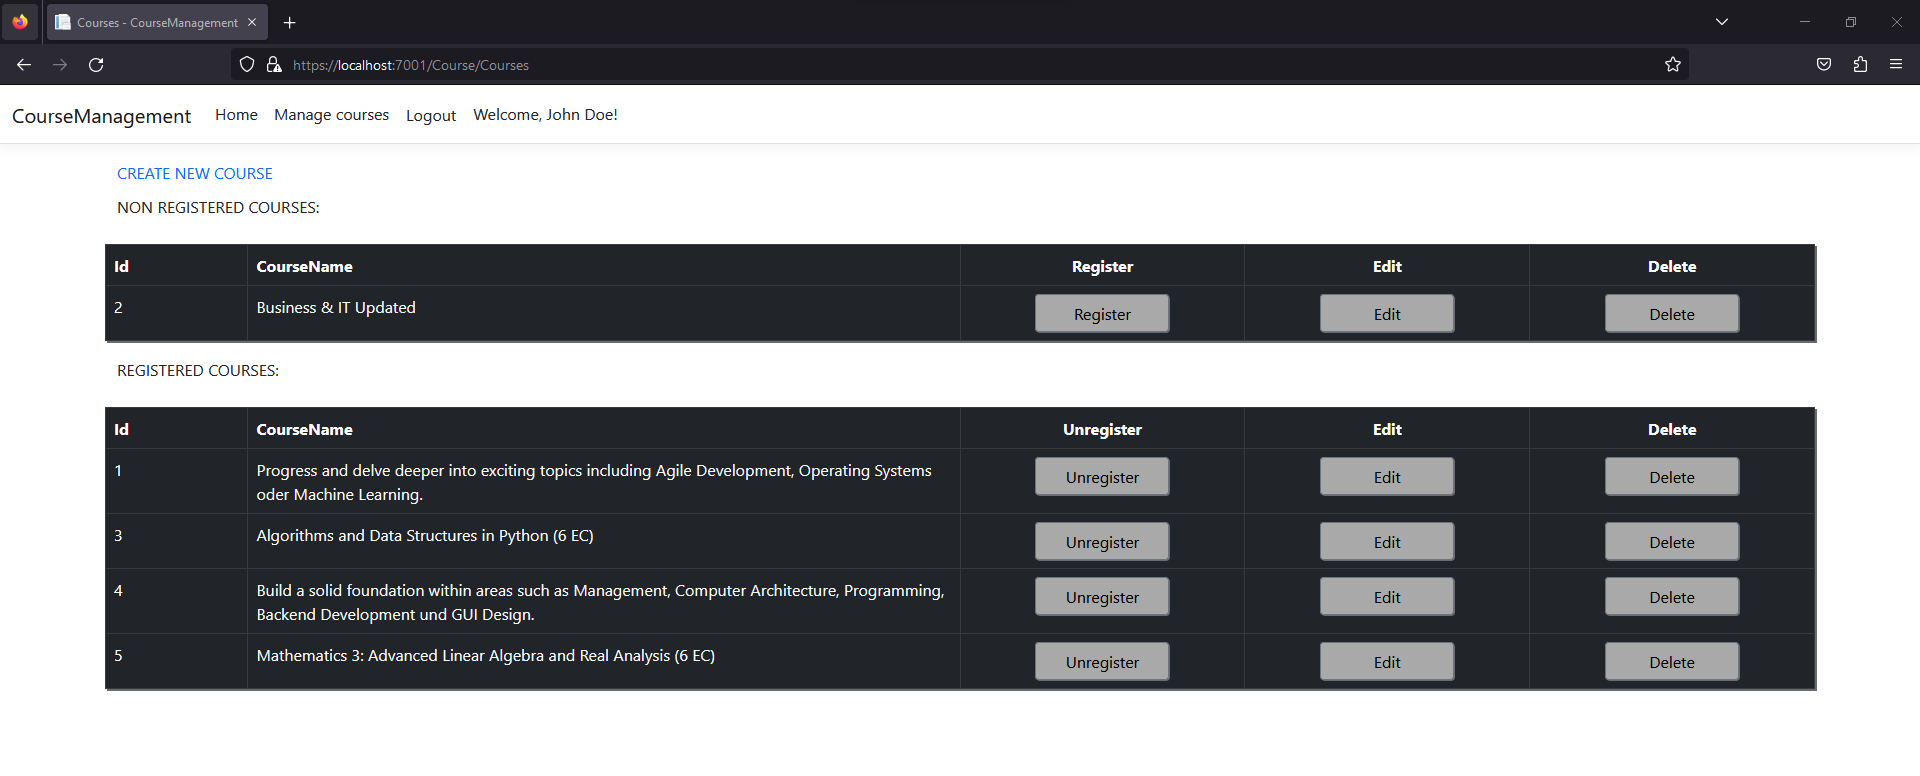 Courses - CourseManagement
https://localhost:7001/Course/Courses
CourseManagement Home Manage courses Logout Welcome, John Doe!
CREATE NEW COURSE
NON REGISTERED COURSES:
Id CourseName Register Edit Delete
2 Business & IT Updated Register Edit Delete
REGISTERED COURSES:
Id CourseName Unregister Edit Delete
1 Progress and delve deeper into exciting topics including Agile Development, Operating Systems Unregister Edit Delete
oder Machine Learning.
3 Algorithms and Data Structures in Python (6 EC) Unregister Edit Delete
4 Build a solid foundation within areas such as Management, Computer Architecture, Programming, Unregister Edit Delete
Backend Development und GUI Design.
5 Mathematics 3: Advanced Linear Algebra and Real Analysis (6 EC) Unregister Edit Delete